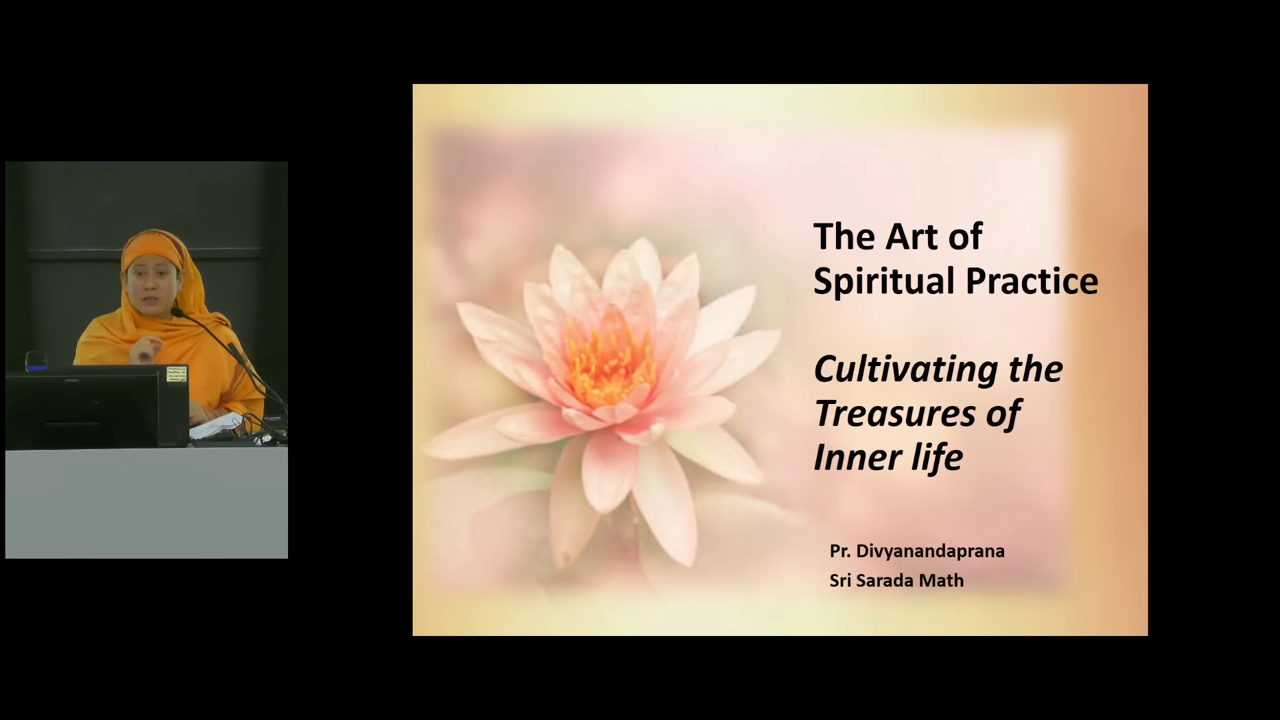 The Art of
Spiritual Practice
Cultivating the
Treasures of
Inner life
Pr. Divyanandaprana
Sri Sarada Math